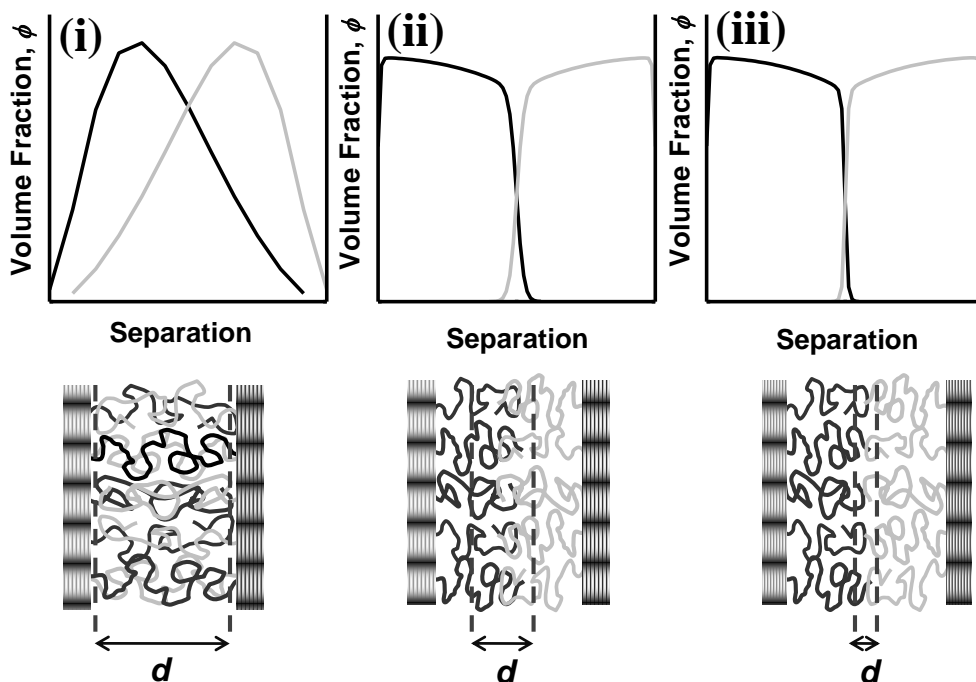 (i)
Volume Fraction, ϕ
Separation
d
(ii)
Volume Fraction, ϕ
Separation
d
(iii)
Volume Fraction, ϕ
Separation
d